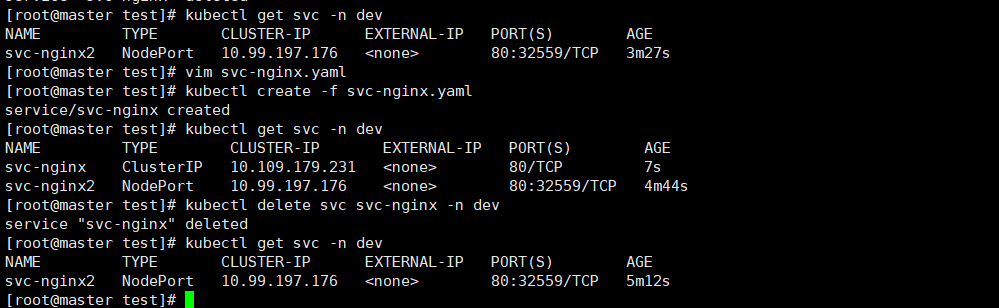 service "svc-nginx" deleted
[root@master test]# kubectl get svc -n dev
NAME TYPE CLUSTER-IP EXTERNAL-IP PORT(S) AGE
svc-nginx2 NodePort 10.99.197.176 <none> 80:32559/TCP 3m27s
[root@master test]# vim svc-nginx.yaml
[root@master test]# kubectl create -f svc-nginx.yaml
service/svc-nginx created
[root@master test]# kubectl get svc -n dev
NAME TYPE CLUSTER-IP EXTERNAL-IP PORT(S) AGE
svc-nginx ClusterIP 10.109.179.231 <none> 80/TCP 7s
svc-nginx2 NodePort 10.99.197.176 <none> 80:32559/TCP 4m44s
[root@master test]# kubectl delete svc svc-nginx -n dev
service "svc-nginx" deleted
[root@master test]# kubectl get svc -n dev
NAME TYPE CLUSTER-IP EXTERNAL-IP PORT(S) AGE
svc-nginx2 NodePort 10.99.197.176 <none> 80:32559/TCP 5m12s
[root@master test]#